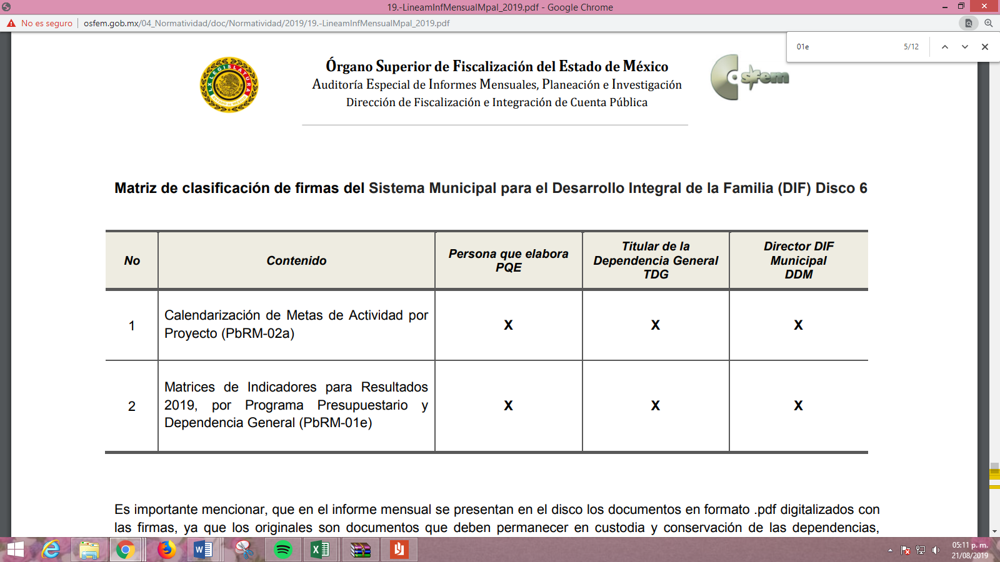 19.-LineamInfMensualMpal_2019.pdf - Google Chrome
No es seguro
osfem.gob.mx/04_Normatividad/doc/Normatividad/2019/19.-LineamInfMensualMpal_2019.pdf
01e
5/12
LX LEGISLATURA
ESTADO DE MÉXICO
Órgano Superior de Fiscalización del Estado de México
Auditoría Especial de Informes Mensuales, Planeación e Investigación
Dirección de Fiscalización e Integración de Cuenta Pública
Osfem
Matriz de clasificación de firmas del Sistema Municipal para el Desarrollo Integral de la Familia (DIF) Disco 6
No
Contenido
Persona que elabora
PQE
Titular de la
Dependencia General
TDG
Director DIF
Municipal
DDM
1
Calendarización de Metas de Actividad por
Proyecto (PbRM-02a)
X
X
X
2
Matrices de Indicadores para Resultados
2019, por Programa Presupuestario y
Dependencia General (PbRM-01e)
X
X
X
Es importante mencionar, que en el informe mensual se presentan en el disco los documentos en formato .pdf digitalizados con
las firmas, ya que los originales son documentos que deben permanecer en custodia y conservación de las dependencias,
05:11 p. m.
21/08/2019